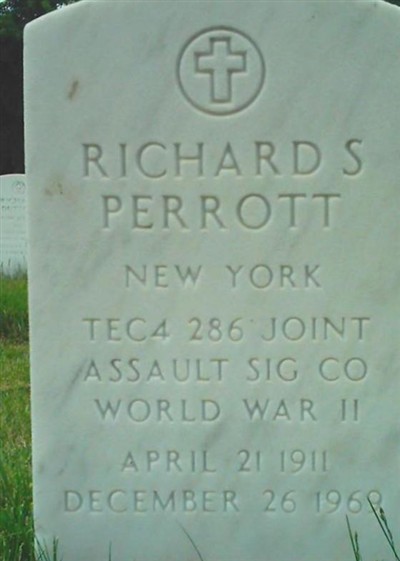 RICHARD S
PERROTT
NEW YORK
TEC4 286 JOINT
ASSAULT SIG CO
WORLD WAR II
APRIL 21 1911
DECEMBER 26 1969